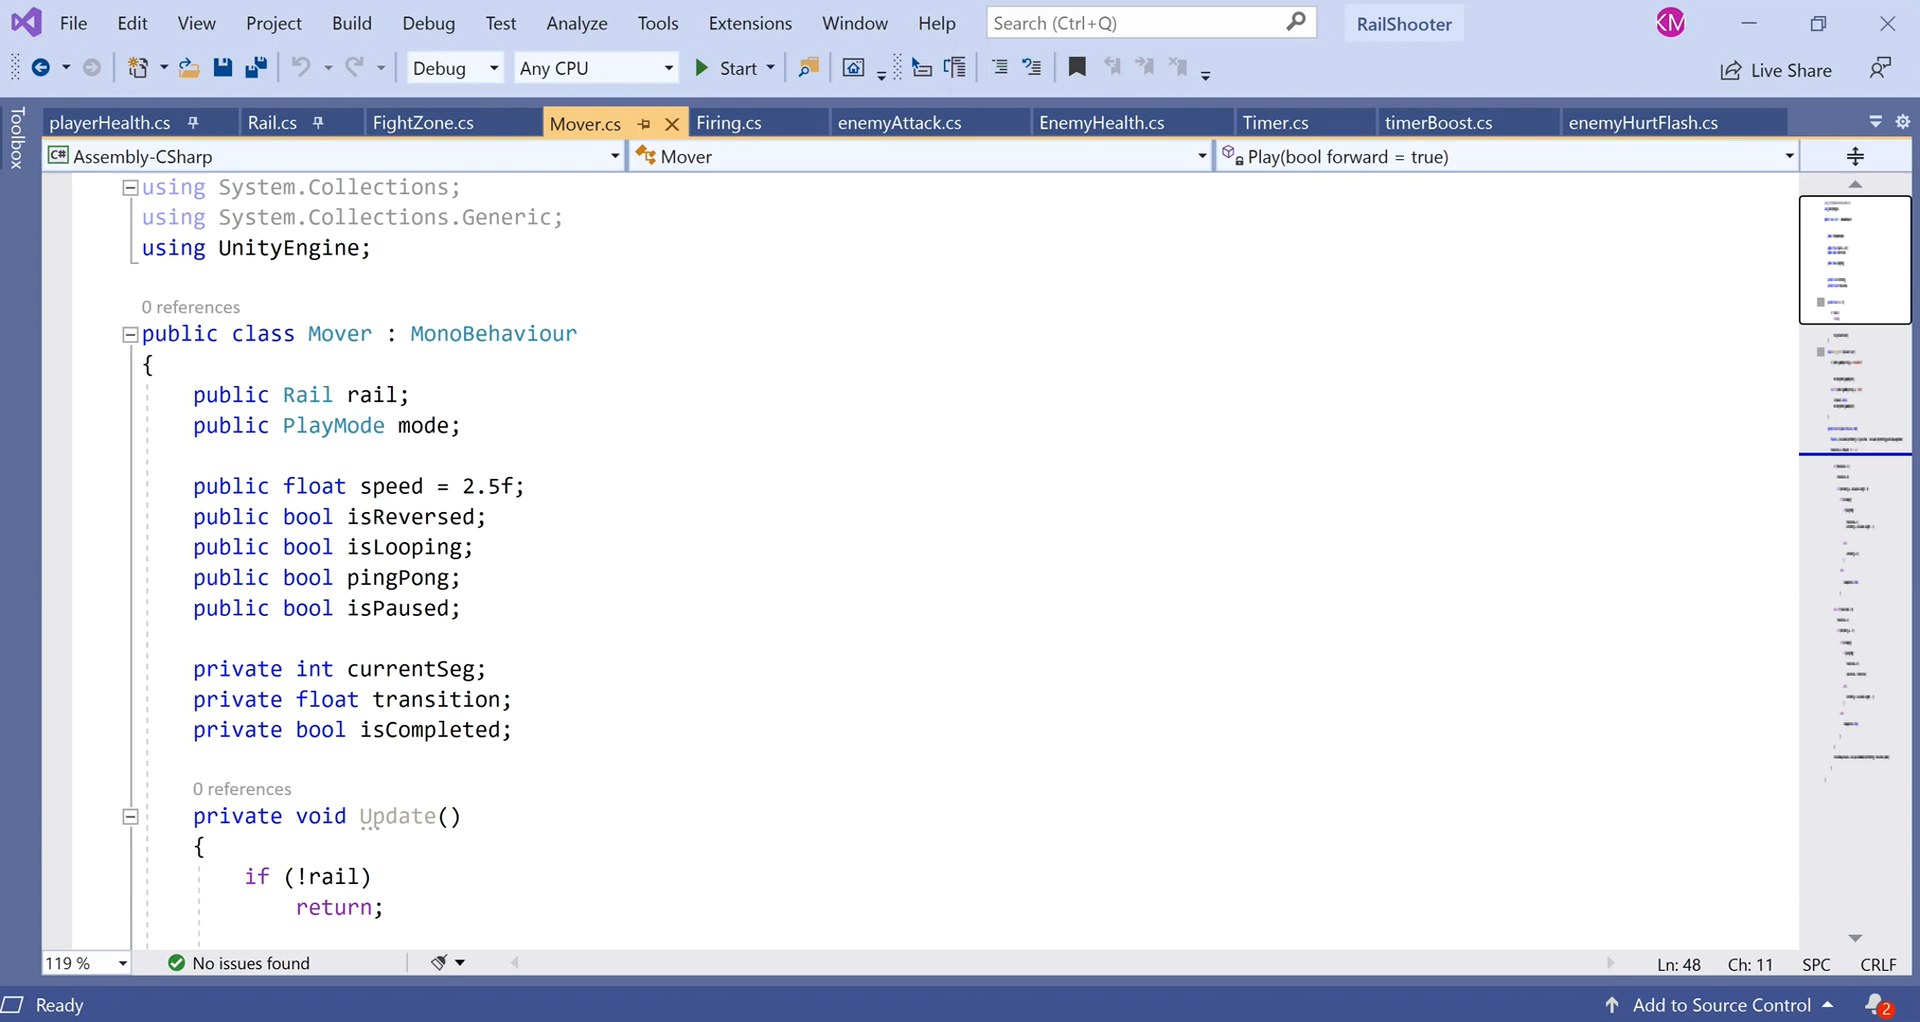 File Edit View Project Build Debug Test Analyze Tools Extensions Window Help Search (Ctrl+Q) RailShooter KM
Debug Any CPU Start Live Share
Toolbox
playerHealth.cs Rail.cs FightZone.cs Mover.cs Firing.cs enemyAttack.cs EnemyHealth.cs Timer.cs timerBoost.cs enemyHurtFlash.cs
C# Assembly-CSharp Mover Play(bool forward = true)
using System.Collections;
using System.Collections.Generic;
using UnityEngine;
0 references
public class Mover : MonoBehaviour
{
public Rail rail;
public PlayMode mode;
public float speed = 2.5f;
public bool isReversed;
public bool isLooping;
public bool pingPong;
public bool isPaused;
private int currentSeg;
private float transition;
private bool isCompleted;
0 references
private void Update()
{
if (!rail)
return;
119 % No issues found Ln: 48 Ch: 11 SPC CRLF
Ready Add to Source Control 2